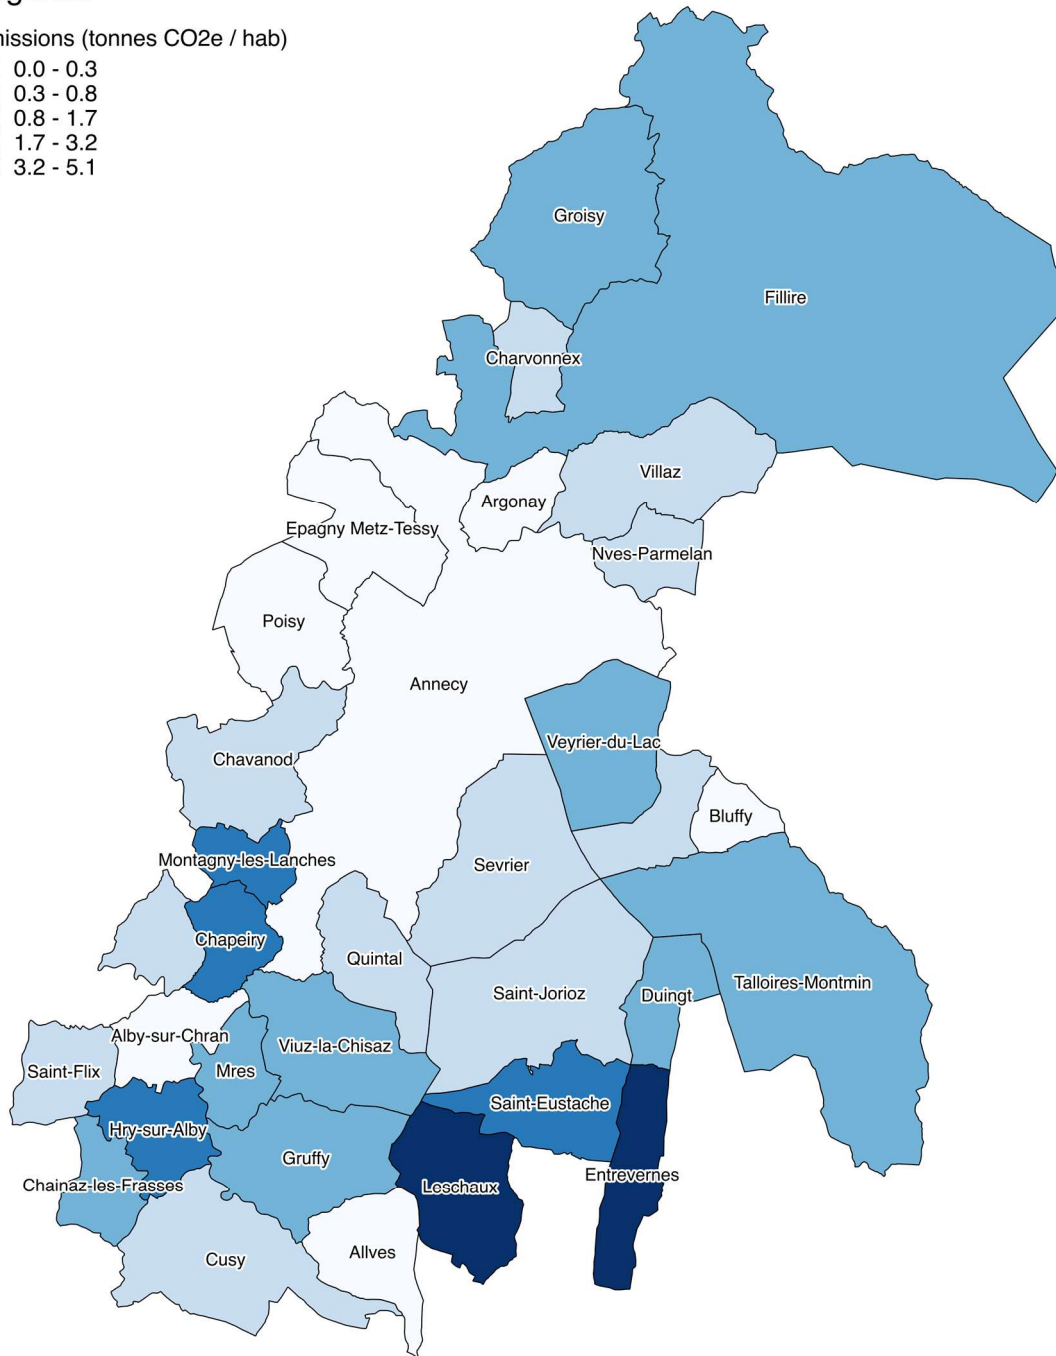 issions (tonnes CO2e / hab)
0.0 - 0.3
0.3 - 0.8
0.8 - 1.7
1.7 - 3.2
3.2 - 5.1
Groisy
Fillire
Charvonnex
Villaz
Argonay
Epagny Metz-Tessy
Nves-Parmelan
Poisy
Annecy
Veyrier-du-Lac
Chavanod
Bluffy
Montagny-les-Lanches
Sevrier
Chapeiry
Quintal
Talloires-Montmin
Saint-Jorioz
Duingt
Alby-sur-Chran
Viuz-la-Chisaz
Saint-Flix
Mres
Saint-Eustache
Hry-sur-Alby
Gruffy
Entrevernes
Chainaz-les-Frasses
Leschaux
Allves
Cusy